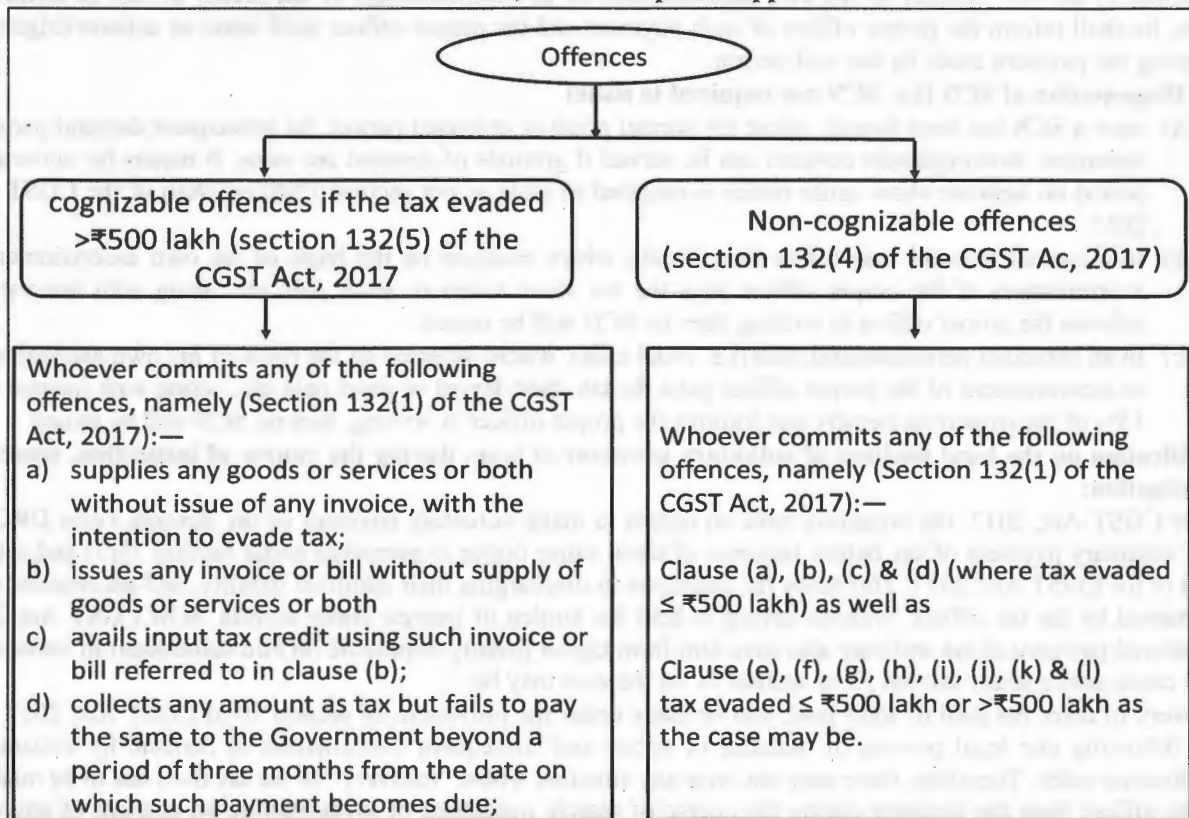 Offences
cognizable offences if the tax evaded
>₹500 lakh (section 132(5) of the
CGST Act, 2017
Non-cognizable offences
(section 132(4) of the CGST Ac, 2017)
Whoever commits any of the following
offences, namely (Section 132(1) of the CGST
Act, 2017):—
a) supplies any goods or services or both
without issue of any invoice, with the
intention to evade tax;
b) issues any invoice or bill without supply of
goods or services or both
c) avails input tax credit using such invoice or
bill referred to in clause (b);
d) collects any amount as tax but fails to pay
the same to the Government beyond a
period of three months from the date on
which such payment becomes due;
Whoever commits any of the following
offences, namely (Section 132(1) of the
CGST Act, 2017):—
Clause (a), (b), (c) & (d) (where tax evaded
≤ ₹500 lakh) as well as
Clause (e), (f), (g), (h), (i), (j), (k) & (l)
tax evaded ≤ ₹500 lakh or >₹500 lakh as
the case may be.